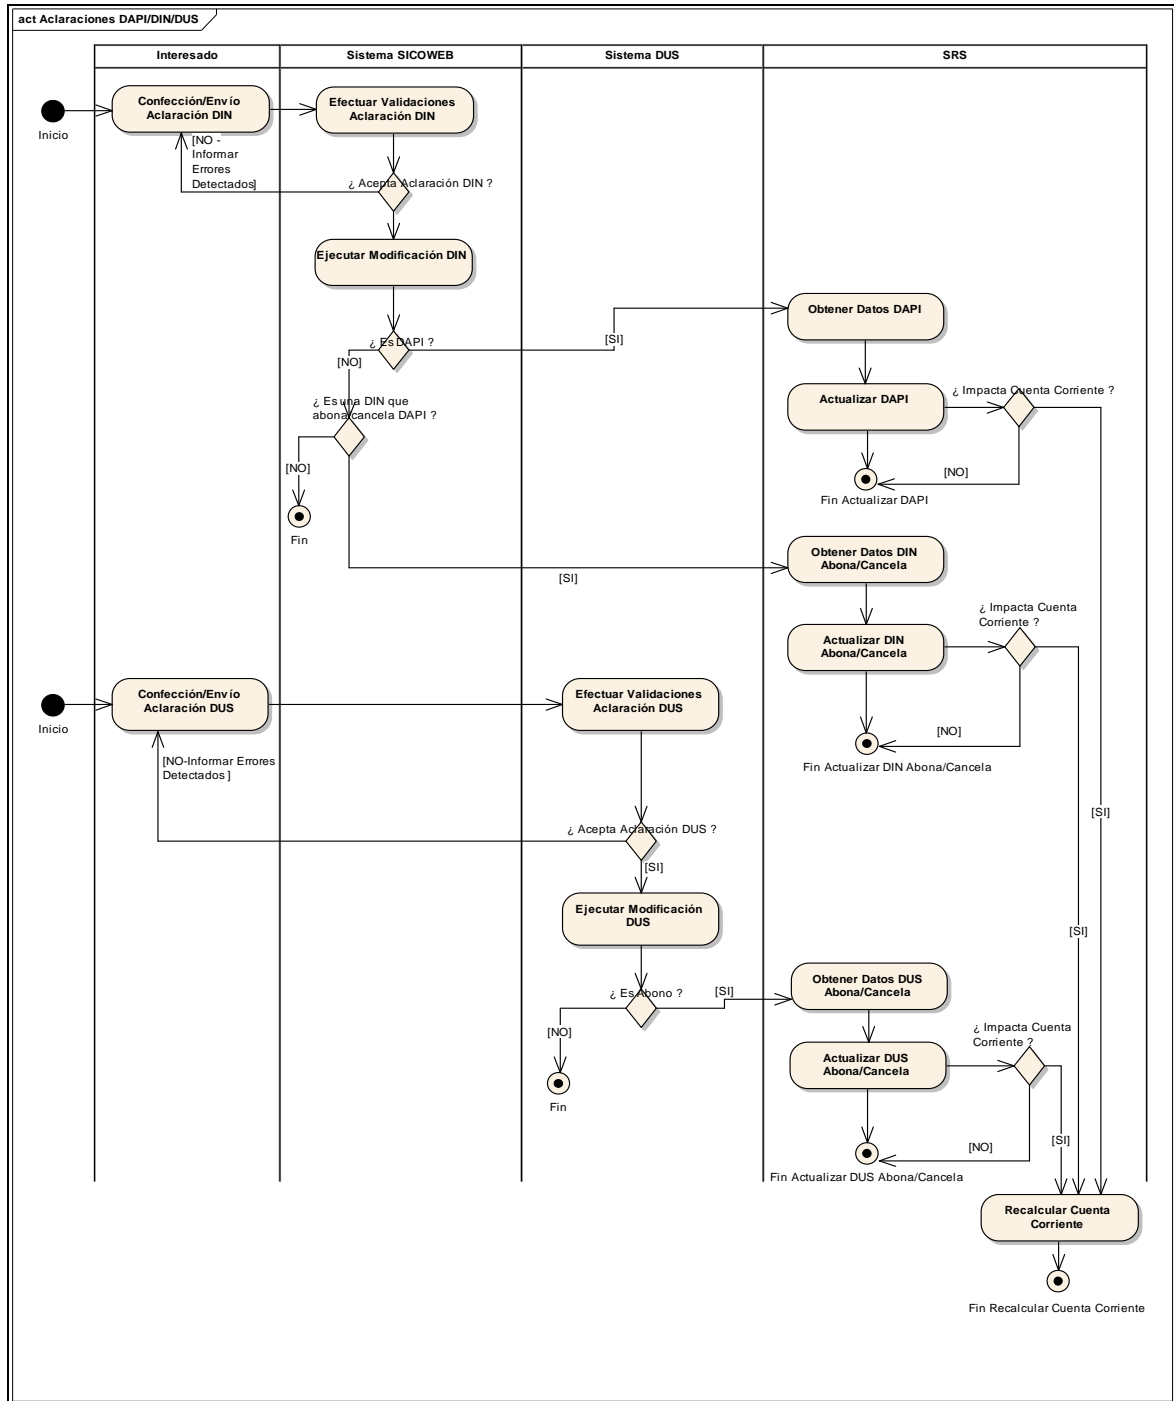 act Aclaraciones DAPI/DIN/DUS
Interesado
Sistema SICOWEB
Sistema DUS
SRS
Inicio
Confección/Envío
Aclaración DIN
Efectuar Validaciones
Aclaración DIN
[NO -
Informar
Errores
Detectados]
¿ Acepta Aclaración DIN ?
Ejecutar Modificación DIN
¿ Es DAPI ?
[SI]
[NO]
Obtener Datos DAPI
¿ Es una DIN que
abona/cancela DAPI ?
Actualizar DAPI
¿ Impacta Cuenta Corriente ?
[NO]
[NO]
Fin Actualizar DAPI
Fin
Obtener Datos DIN
Abona/Cancela
[SI]
¿ Impacta Cuenta
Corriente ?
Actualizar DIN
Abona/Cancela
Inicio
Confección/Envío
Aclaración DUS
Efectuar Validaciones
Aclaración DUS
[NO]
Fin Actualizar DIN Abona/Cancela
[NO-Informar Errores
Detectados ]
[SI]
¿ Acepta Aclaración DUS ?
[SI]
Ejecutar Modificación
DUS
[SI]
¿ Es Abono ?
[SI]
Obtener Datos DUS
Abona/Cancela
[NO]
¿ Impacta Cuenta
Corriente ?
Actualizar DUS
Abona/Cancela
Fin
[NO]
[SI]
Fin Actualizar DUS Abona/Cancela
Recalcular Cuenta
Corriente
Fin Recalcular Cuenta Corriente